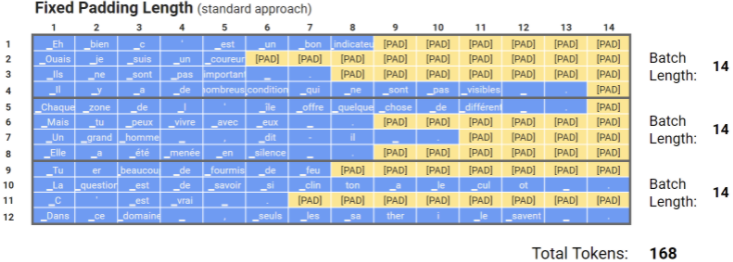 Fixed Padding Length (standard approach)
1 2 3 4 5 6 7 8 9 10 11 12 13 14
1 _Eh _bien _c ' _est _un _bon _indicateu [PAD] [PAD] [PAD] [PAD] [PAD] [PAD]
2 _Ouais _je _suis _un _coureur [PAD] [PAD] [PAD] [PAD] [PAD] [PAD] [PAD] [PAD] [PAD]
3 _Ils _ne _sont _pas important _ . [PAD] [PAD] [PAD] [PAD] [PAD] [PAD] [PAD]
4 _Il _y _a _de nombreus condition _qui _ne _sont _pas _visibles _ . [PAD]
Batch Length: 14
5 _Chaque _zone _de _l ' _île _offre _quelque _chose _de _différent _ . [PAD]
6 _Mais _tu _peux _vivre _avec _eux _ . [PAD] [PAD] [PAD] [PAD] [PAD] [PAD]
7 _Un _grand _homme _ , _dit - il _ . [PAD] [PAD] [PAD] [PAD]
8 _Elle _a _été _menée _en _silence _ . [PAD] [PAD] [PAD] [PAD] [PAD] [PAD]
Batch Length: 14
9 _Tu er beaucou _de _fourmis _de _feu [PAD] [PAD] [PAD] [PAD] [PAD] [PAD] [PAD]
10 _La _question _est _de _savoir _si _clin ton _a _le _cul ot _ .
11 _C ' _est _vrai _ . [PAD] [PAD] [PAD] [PAD] [PAD] [PAD] [PAD] [PAD]
12 _Dans _ce _domaine _ , _seuls _les _sa ther i _le _savent _ .
Batch Length: 14
Total Tokens: 168